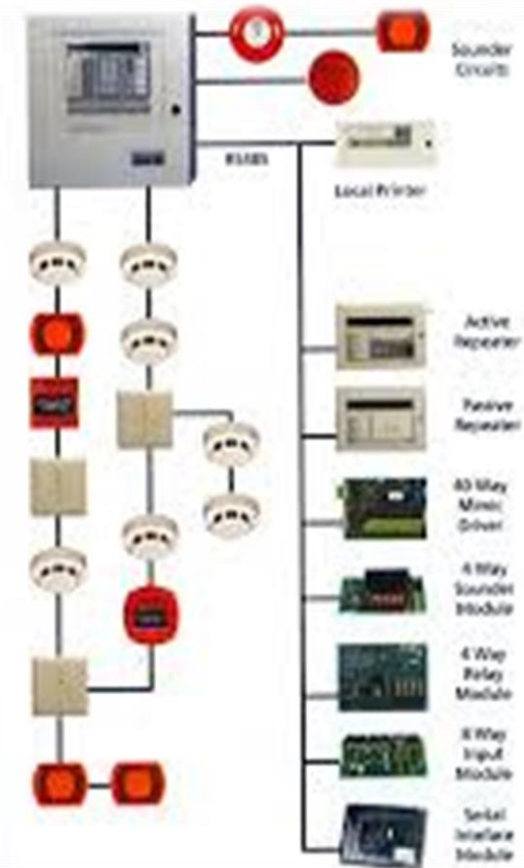 Sounder
Circuits
RS485
Local Printer
Active
Repeater
Passive
Repeater
40 Way
Mimic
Driver
4 Way
Sounder
Module
4 Way
Relay
Module
8 Way
Input
Module
Serial
Interface
Module